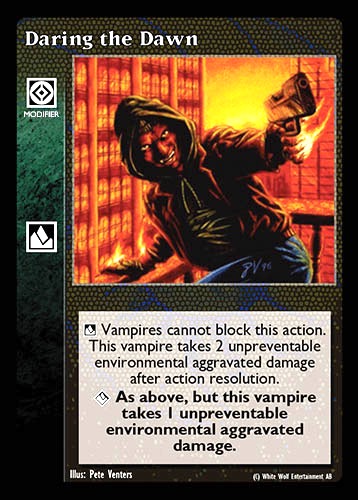 Daring the Dawn
MODIFIER
PV 96
Vampires cannot block this action.
This vampire takes 2 unpreventable
environmental aggravated damage
after action resolution.
As above, but this vampire
takes 1 unpreventable
environmental aggravated
damage.
Illus: Pete Venters
(C) White Wolf Entertainment AB